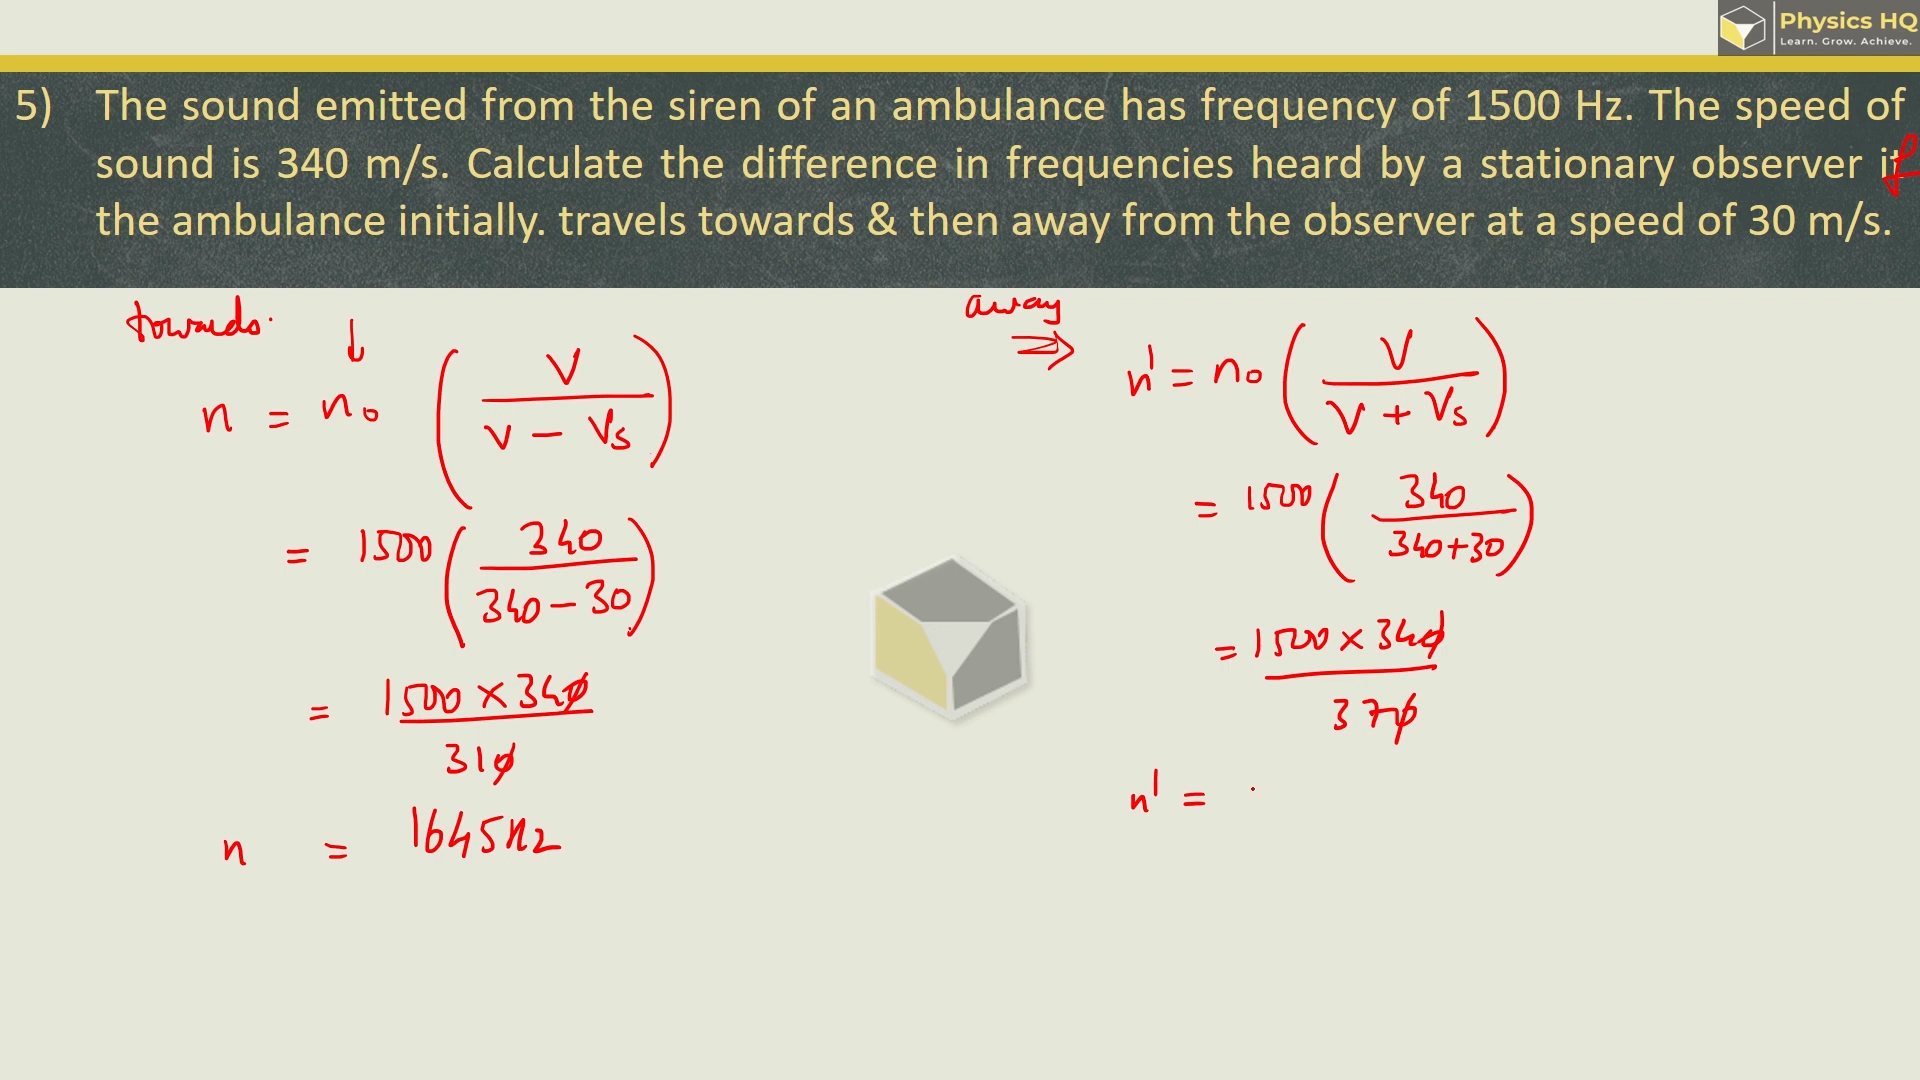 Physics HQ
Learn. Grow. Achieve.
5) The sound emitted from the siren of an ambulance has frequency of 1500 Hz. The speed of
sound is 340 m/s. Calculate the difference in frequencies heard by a stationary observer if
the ambulance initially. travels towards & then away from the observer at a speed of 30 m/s.
towards.
n = n₀ (V / V - Vs)
= 1500 (340 / 340-30)
= 1500 × 340 / 310
n = 1645Hz
away
n' = n₀ (V / V + Vs)
= 1500 (340 / 340+30)
= 1500 × 340 / 370
n' =